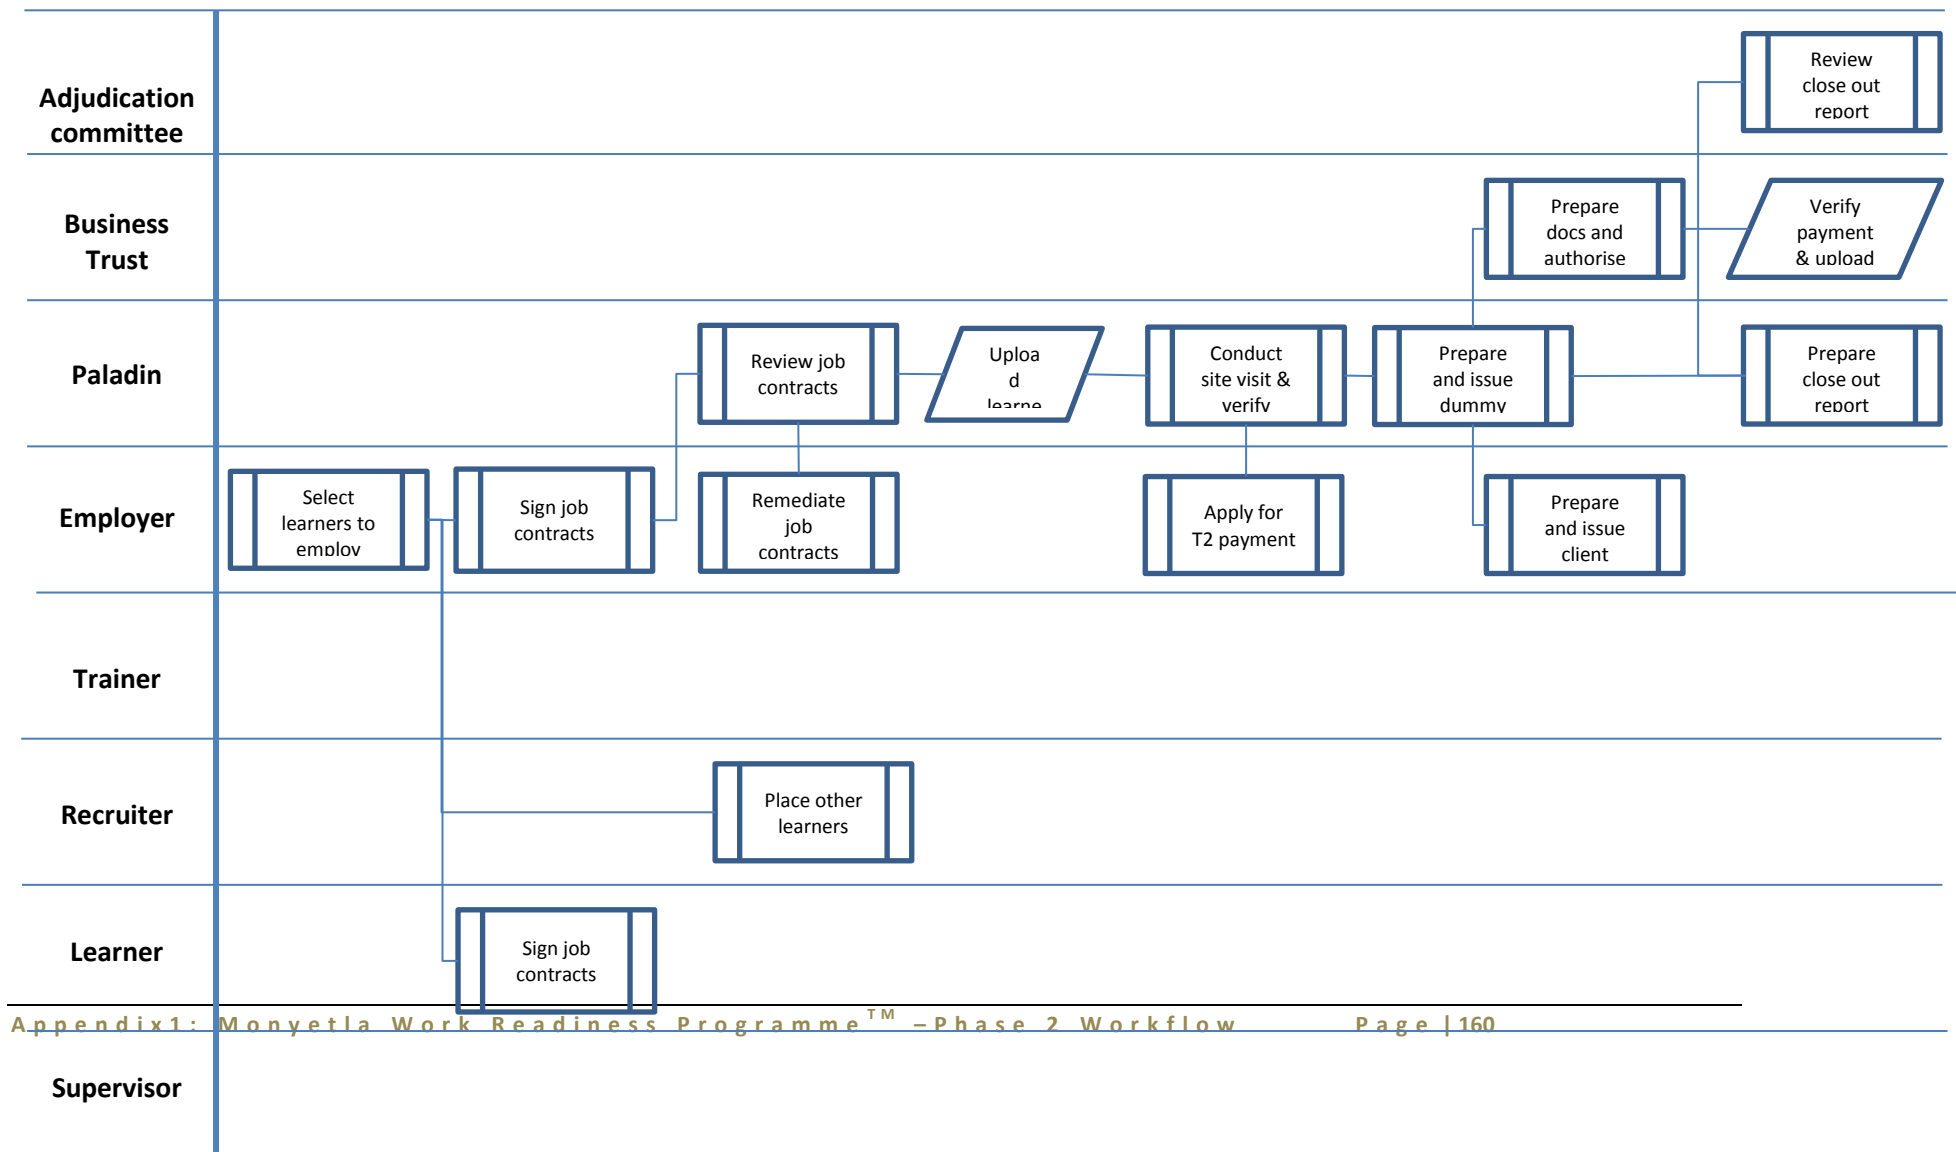 Adjudication
committee
Review
close out
report
Business
Trust
Prepare
docs and
authorise
Verify
payment
& upload
Paladin
Review job
contracts
Uploa
d
learne
Conduct
site visit &
verify
Prepare
and issue
dummy
Prepare
close out
report
Employer
Select
learners to
employ
Sign job
contracts
Remediate
job
contracts
Apply for
T2 payment
Prepare
and issue
client
Trainer
Recruiter
Place other
learners
Learner
Sign job
contracts
Appendix1: Monyetla Work Readiness Programme™ –Phase 2 Workflow Page |160
Supervisor